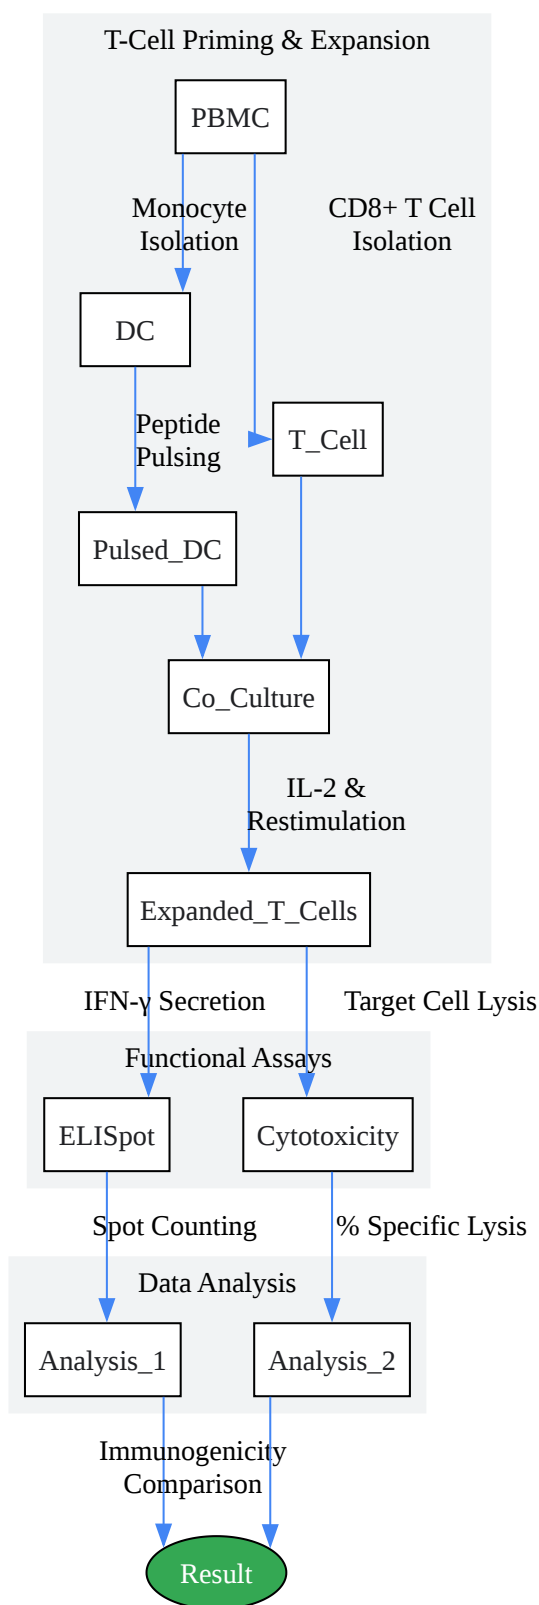 T-Cell Priming & Expansion
PBMC
Monocyte
Isolation
CD8+ T Cell
Isolation
DC
Peptide
Pulsing
T_Cell
Pulsed_DC
Co_Culture
IL-2 &
Restimulation
Expanded_T_Cells
IFN-γ Secretion
Target Cell Lysis
Functional Assays
ELISpot
Cytotoxicity
Spot Counting
% Specific Lysis
Data Analysis
Analysis_1
Analysis_2
Immunogenicity
Comparison
Result